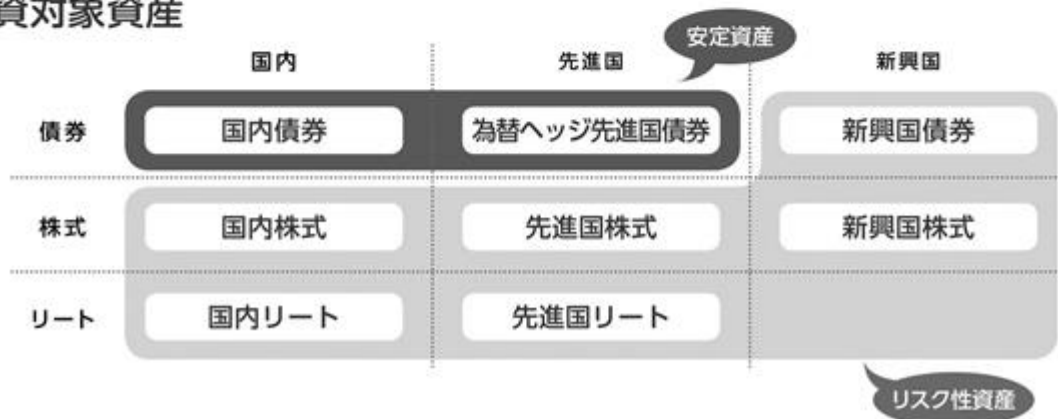 資対象資産
安定資産
国内 先進国 新興国
債券 国内債券 為替ヘッジ先進国債券 新興国債券
株式 国内株式 先進国株式 新興国株式
リート 国内リート 先進国リート
リスク性資産